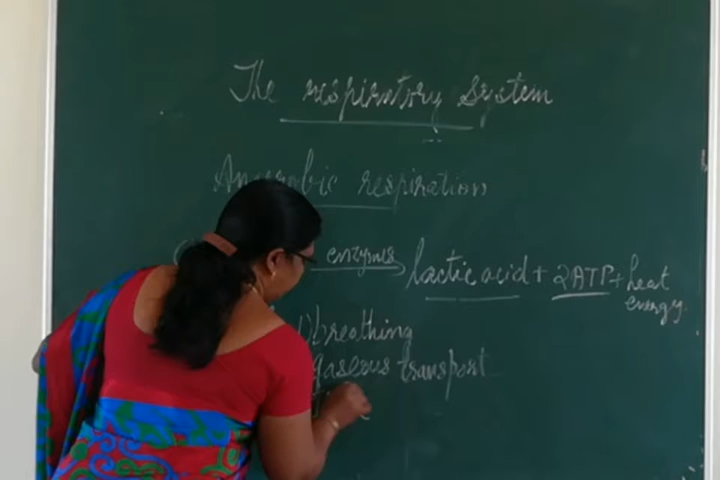 The respiratory system
Anaerobic respiration
enzymes lactic acid + 2ATP + heat
energy.
1) breathing
gaseous transport